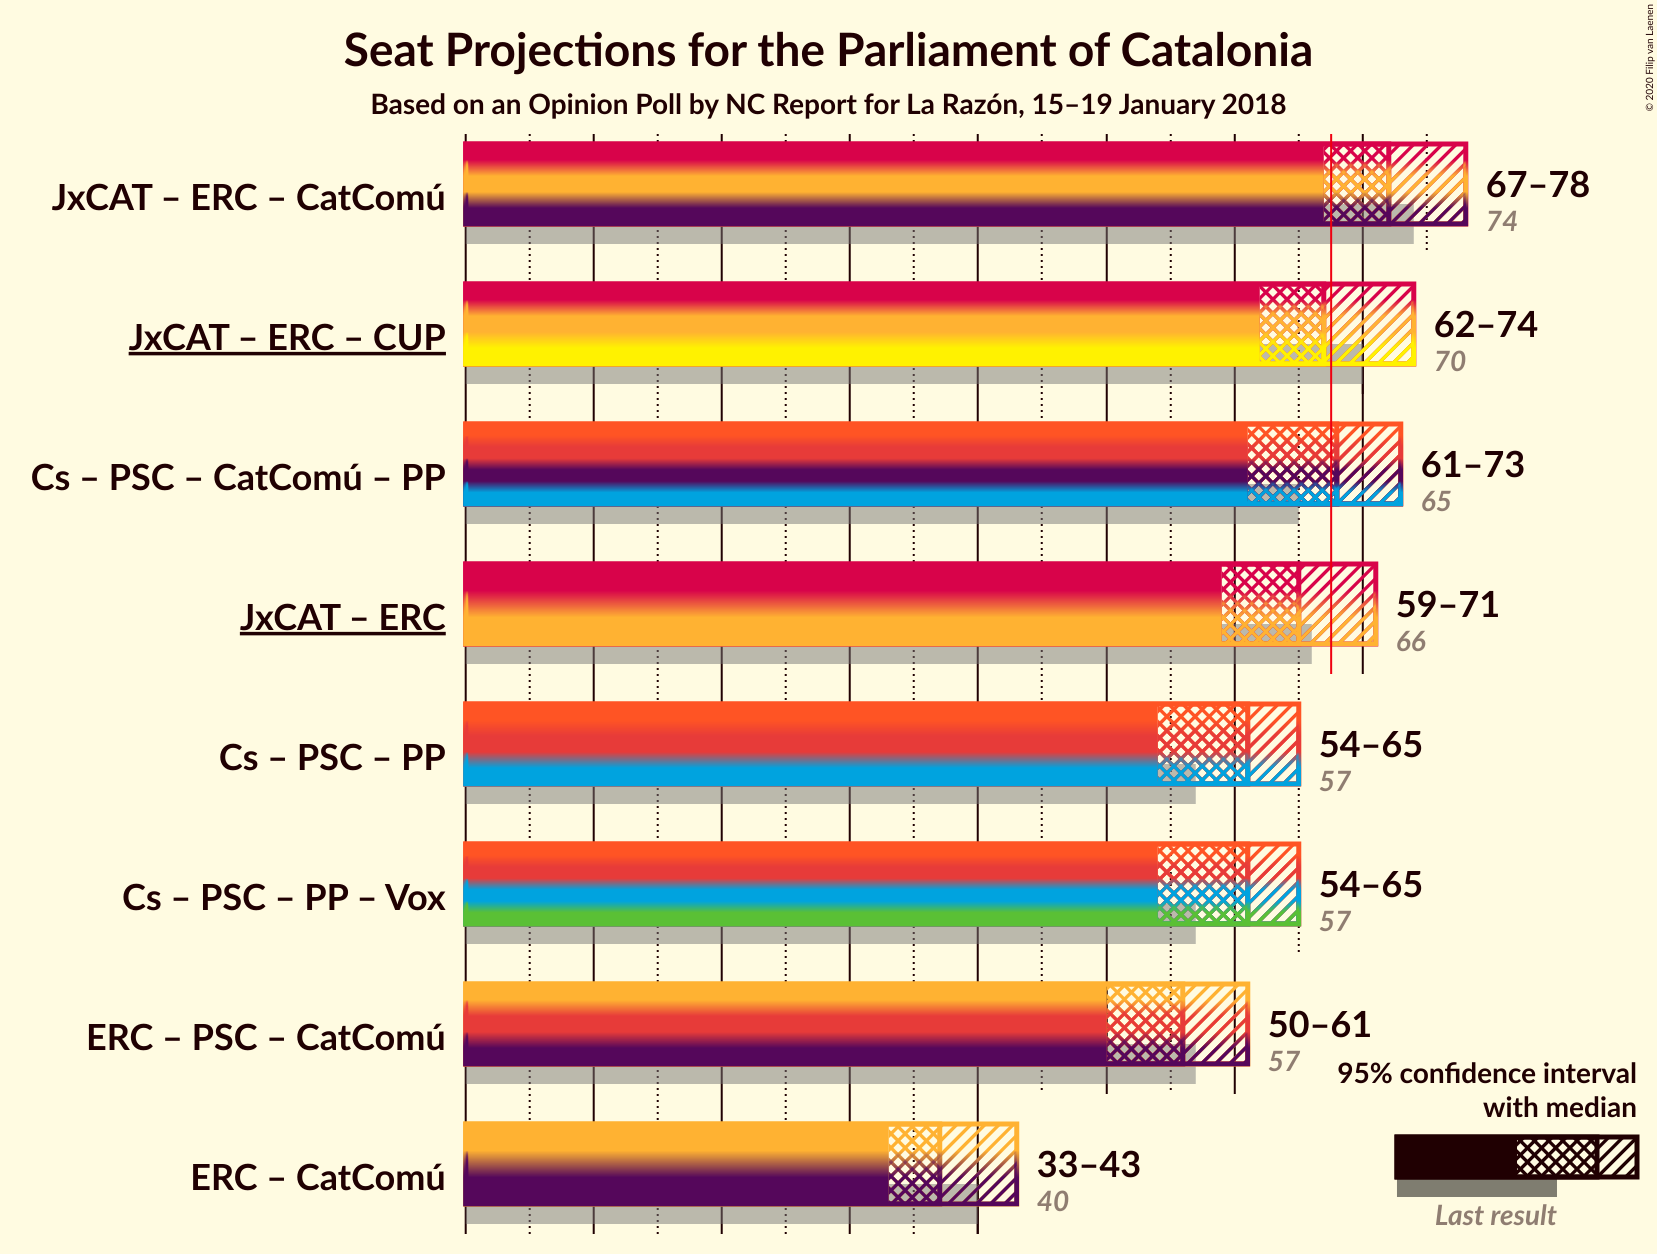 Seat Projections for the Parliament of Catalonia
Based on an Opinion Poll by NC Report for La Razón, 15–19 January 2018
© 2020 Filip van Laenen
JxCAT – ERC – CatComú
67–78
74
JxCAT – ERC – CUP
62–74
70
Cs – PSC – CatComú – PP
61–73
65
JxCAT – ERC
59–71
66
Cs – PSC – PP
54–65
57
Cs – PSC – PP – Vox
54–65
57
ERC – PSC – CatComú
50–61
57
ERC – CatComú
33–43
40
95% confidence interval
with median
Last result